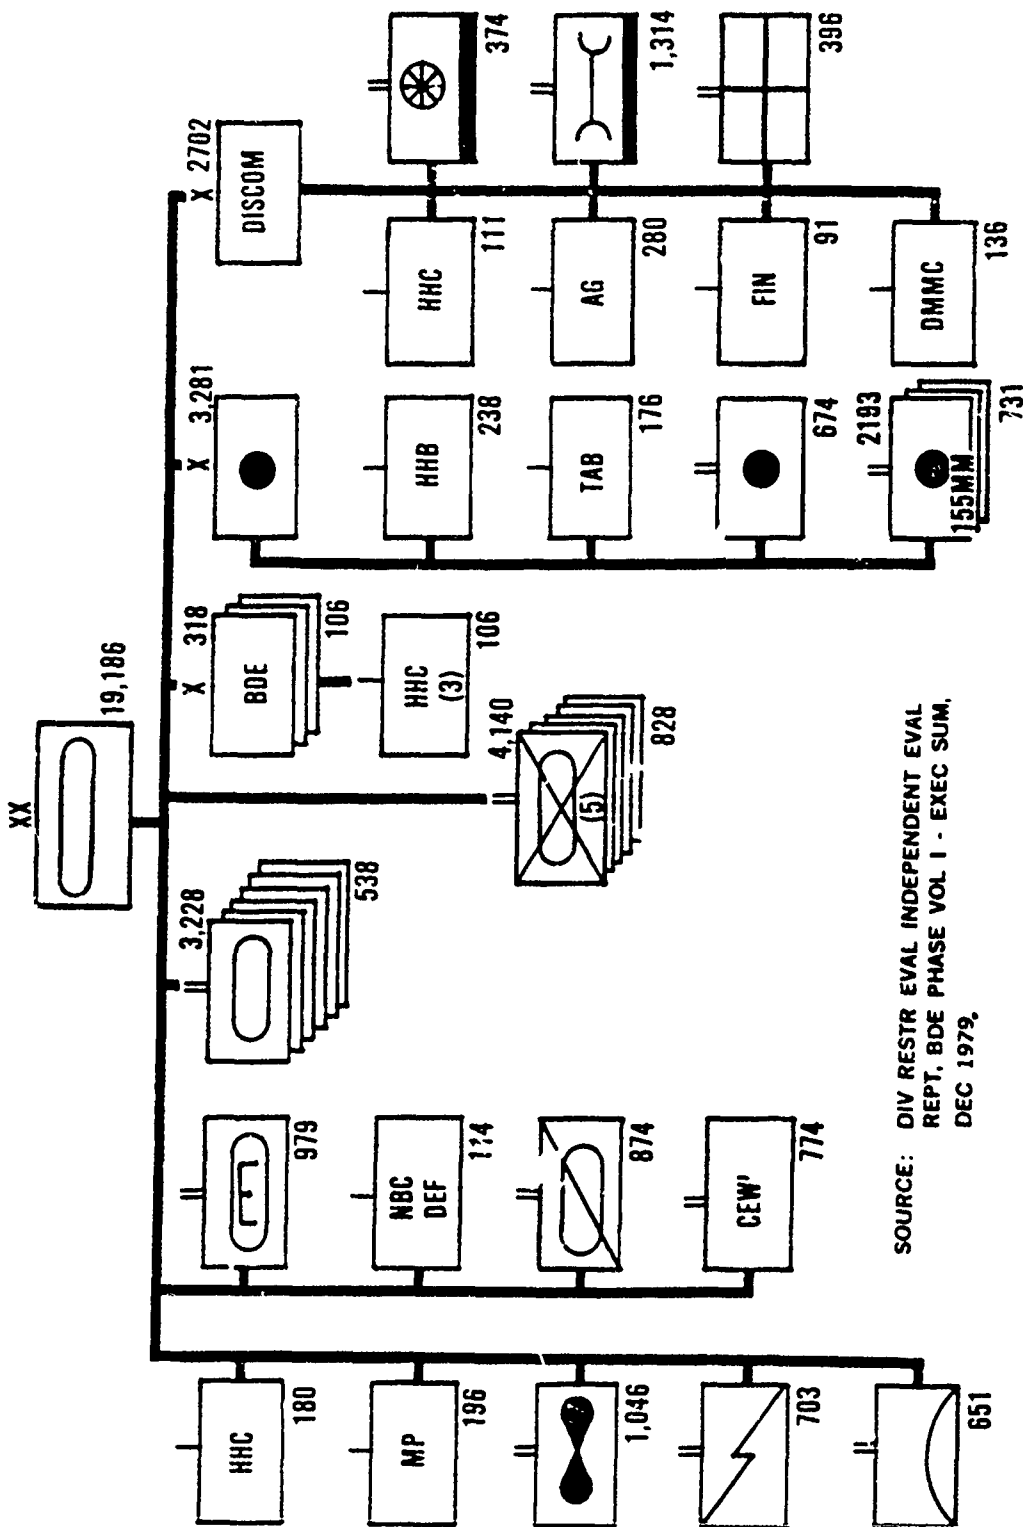 XX
19,186
HHC
180
MP
196
1,046
703
651
979
NBC
DEF
114
874
CEW'
774
3,228
538
4,140
(5)
828
X 318
BDE
106
HHC
(3)
106
X 3,281
HHB
238
TAB
176
674
2193
155MM
731
X 2702
DISCOM
HHC
111
374
AG
280
1,314
FIN
91
396
DMMC
136
SOURCE: DIV RESTR EVAL INDEPENDENT EVAL
REPT, BDE PHASE VOL I - EXEC SUM,
DEC 1979.